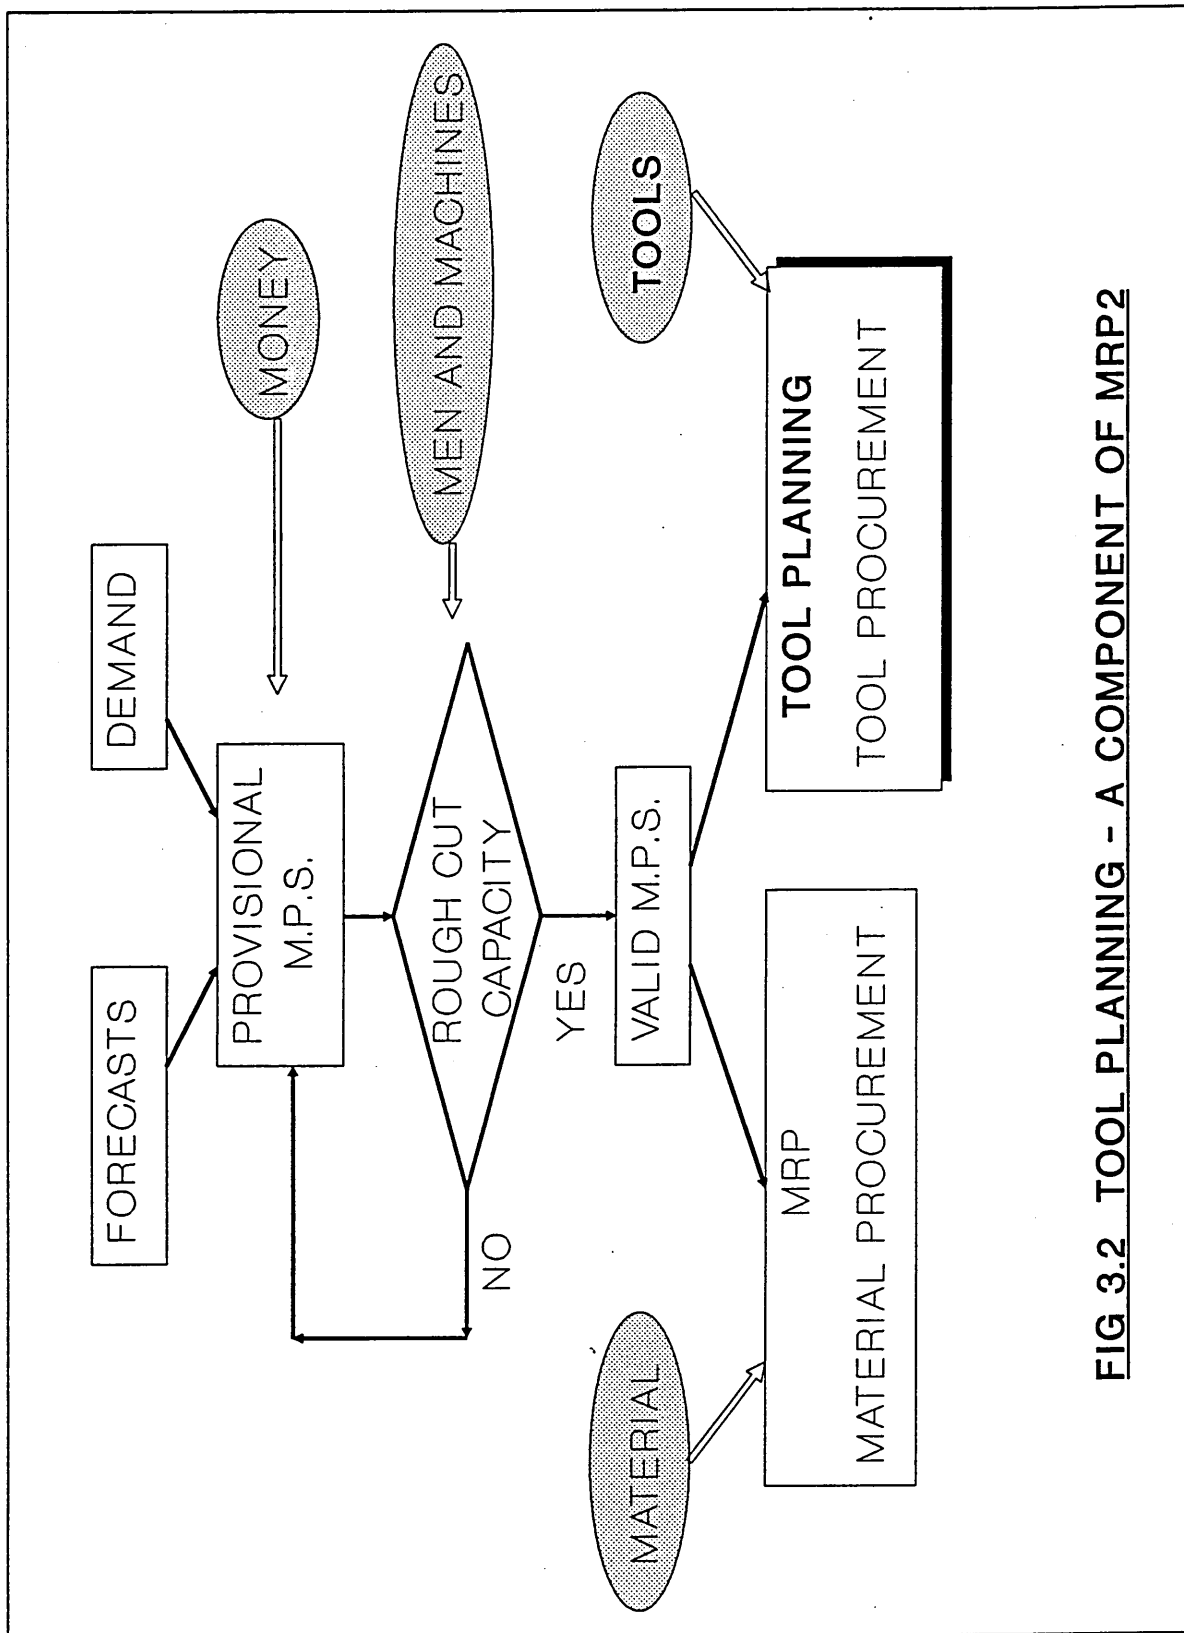 FORECASTS
DEMAND
PROVISIONAL
M.P.S.
MONEY
ROUGH CUT
CAPACITY
MEN AND MACHINES
NO
YES
VALID M.P.S.
MATERIAL
TOOLS
MRP
MATERIAL PROCUREMENT
TOOL PLANNING
TOOL PROCUREMENT
FIG 3.2 TOOL PLANNING - A COMPONENT OF MRP2